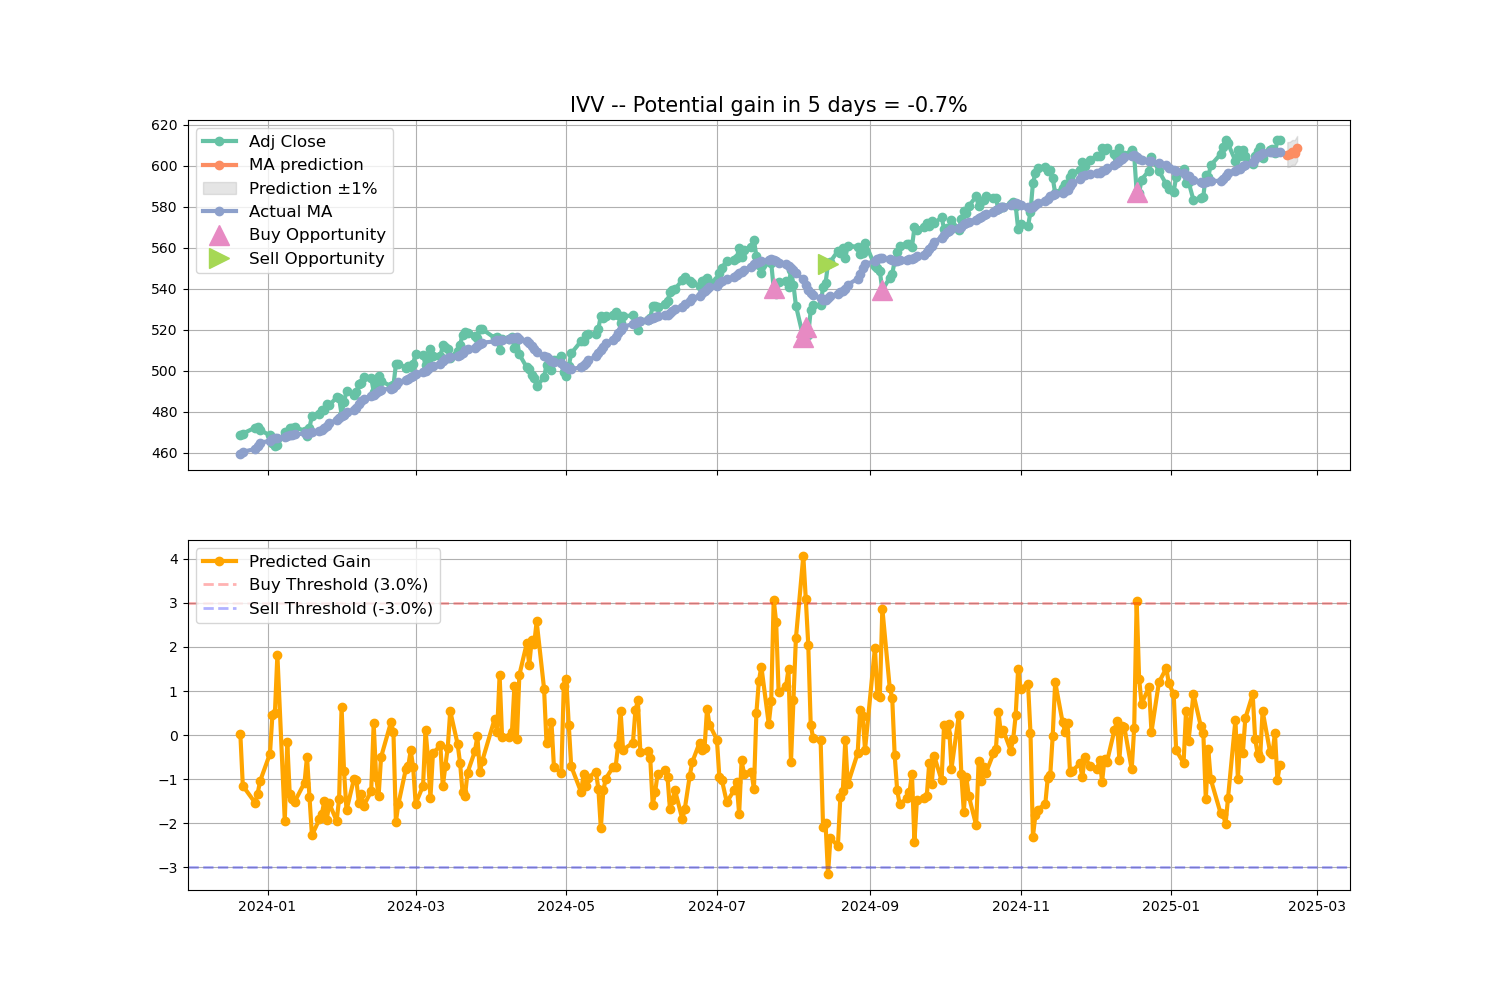 IVV -- Potential gain in 5 days = -0.7%
620
600
580
560
540
520
500
480
460
Adj Close
MA prediction
Prediction ±1%
Actual MA
Buy Opportunity
Sell Opportunity
4
3
2
1
0
−1
−2
−3
Predicted Gain
Buy Threshold (3.0%)
Sell Threshold (-3.0%)
2024-01
2024-03
2024-05
2024-07
2024-09
2024-11
2025-01
2025-03